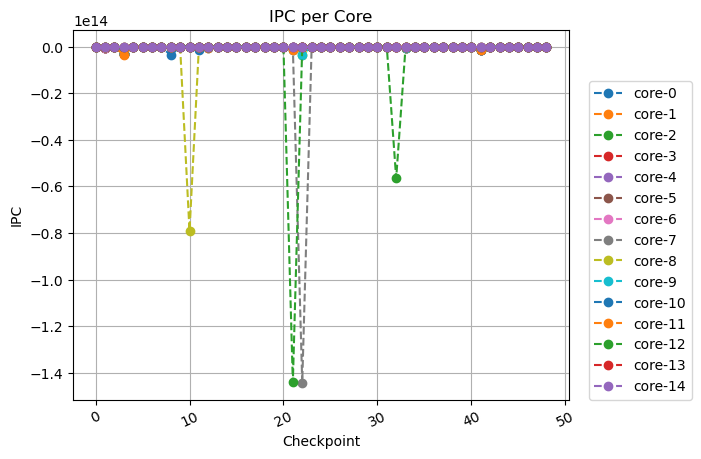 IPC per Core
1e14
0.0
−0.2
−0.4
−0.6
−0.8
−1.0
−1.2
−1.4
IPC
0 10 20 30 40 50
Checkpoint
core-0
core-1
core-2
core-3
core-4
core-5
core-6
core-7
core-8
core-9
core-10
core-11
core-12
core-13
core-14